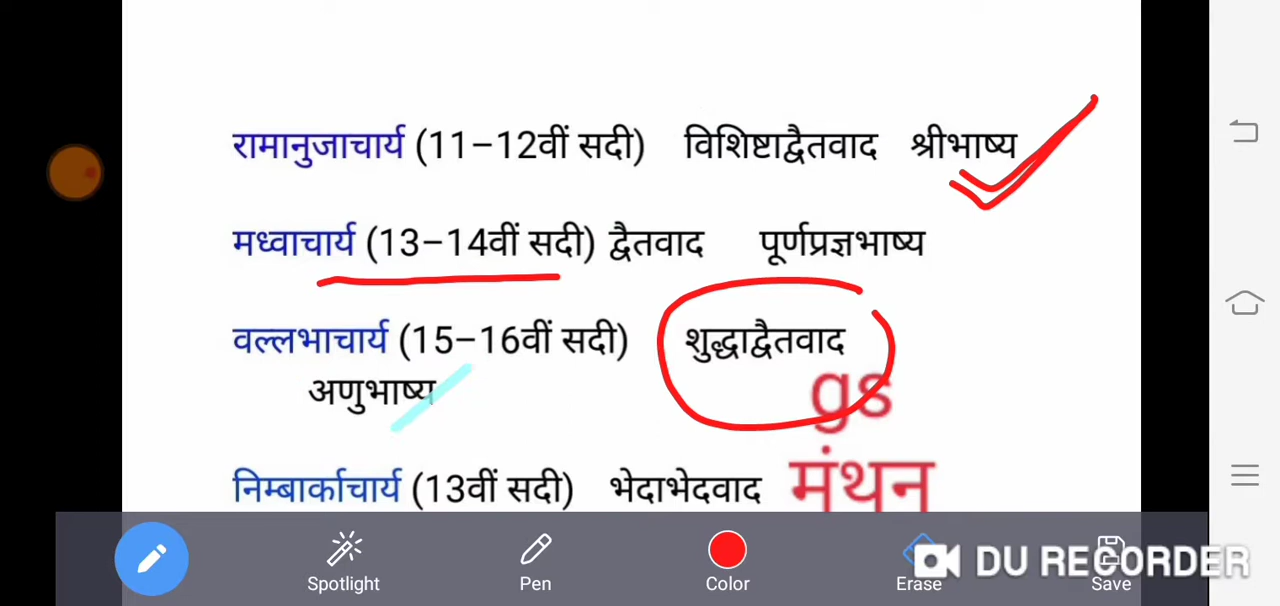 रामानुजाचार्य (11–12वीं सदी) विशिष्टाद्वैतवाद श्रीभाष्य
मध्वाचार्य (13–14वीं सदी) द्वैतवाद पूर्णप्रज्ञभाष्य
वल्लभाचार्य (15–16वीं सदी) शुद्धाद्वैतवाद
अणुभाष्य
gs
निम्बार्काचार्य (13वीं सदी) भेदाभेदवाद मंथन
Spotlight Pen Color Erase Save
DU RECORDER